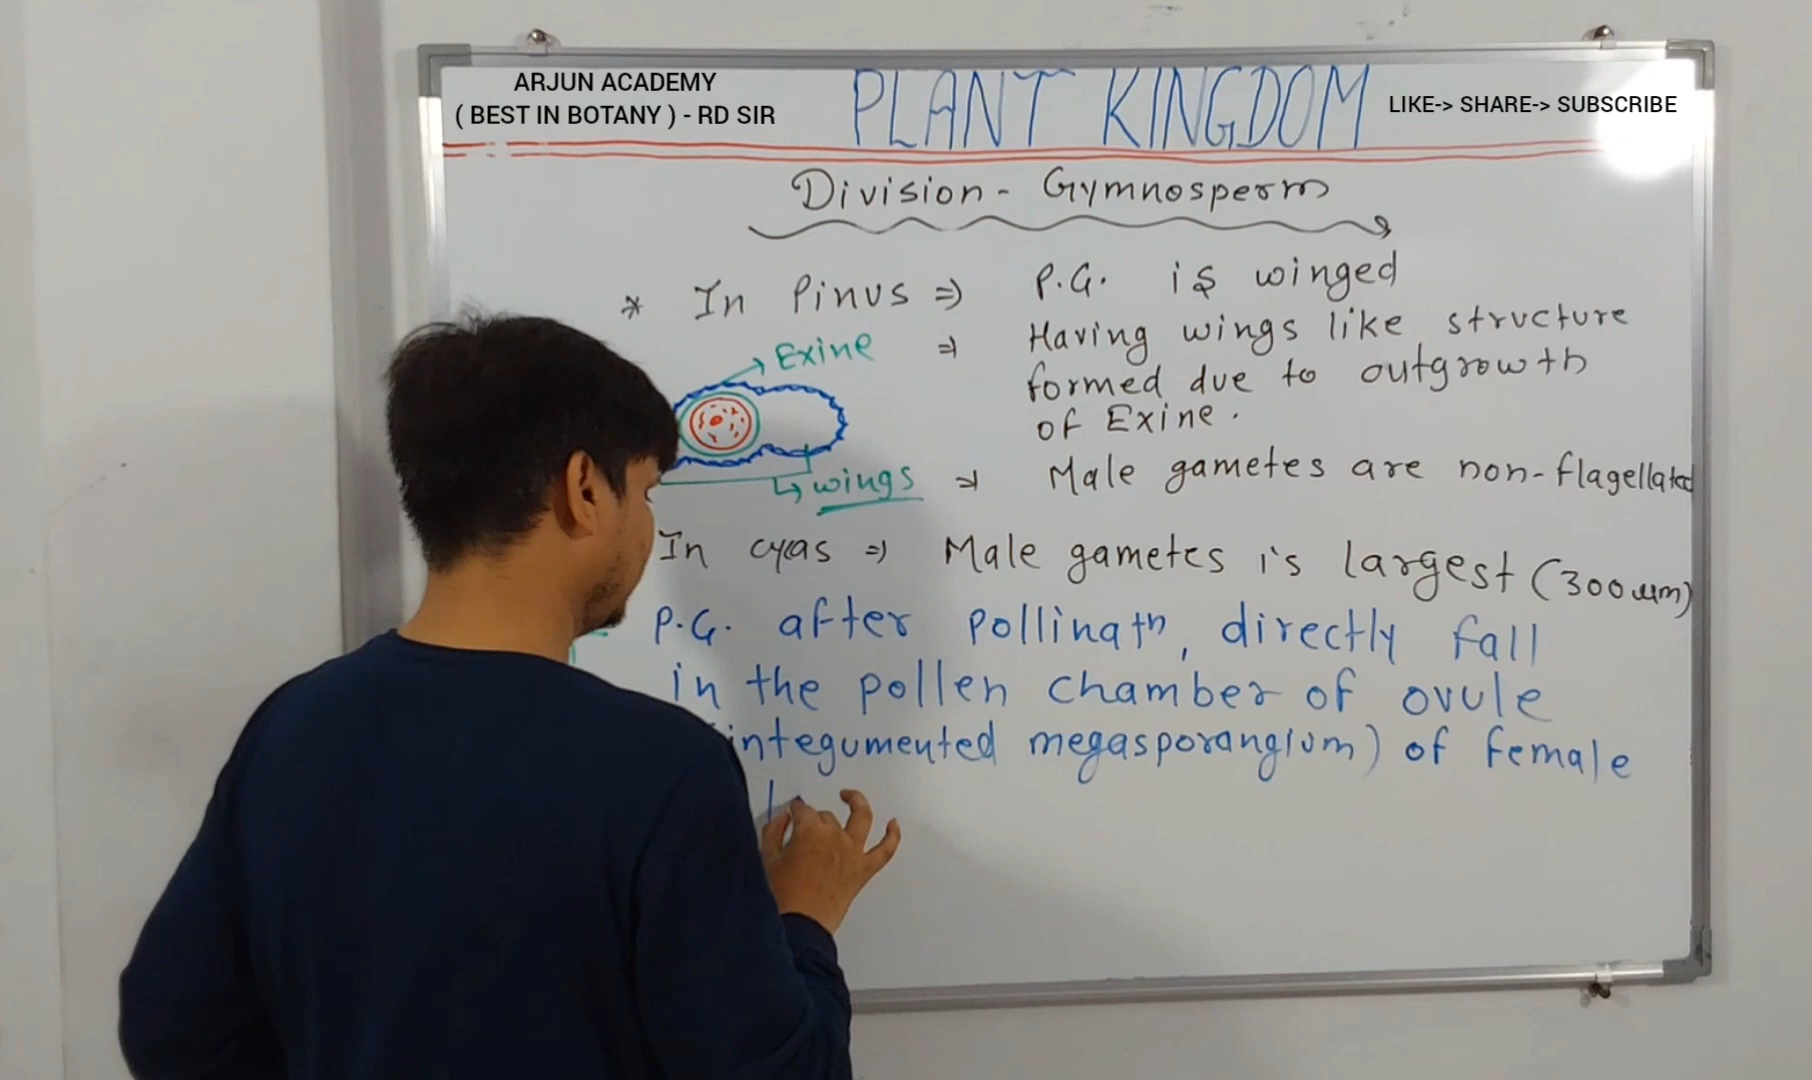 ARJUN ACADEMY
( BEST IN BOTANY ) - RD SIR
PLANT KINGDOM
LIKE-> SHARE-> SUBSCRIBE
Division - Gymnosperm
* In Pinus => P.G. is winged
Exine => Having wings like structure
formed due to outgrowth
of Exine.
wings => Male gametes are non-flagellated
In cycas => Male gametes is largest (300 µm)
P.G. after pollinatn, directly fall
in the pollen chamber of ovule
integumented megasporangium) of female